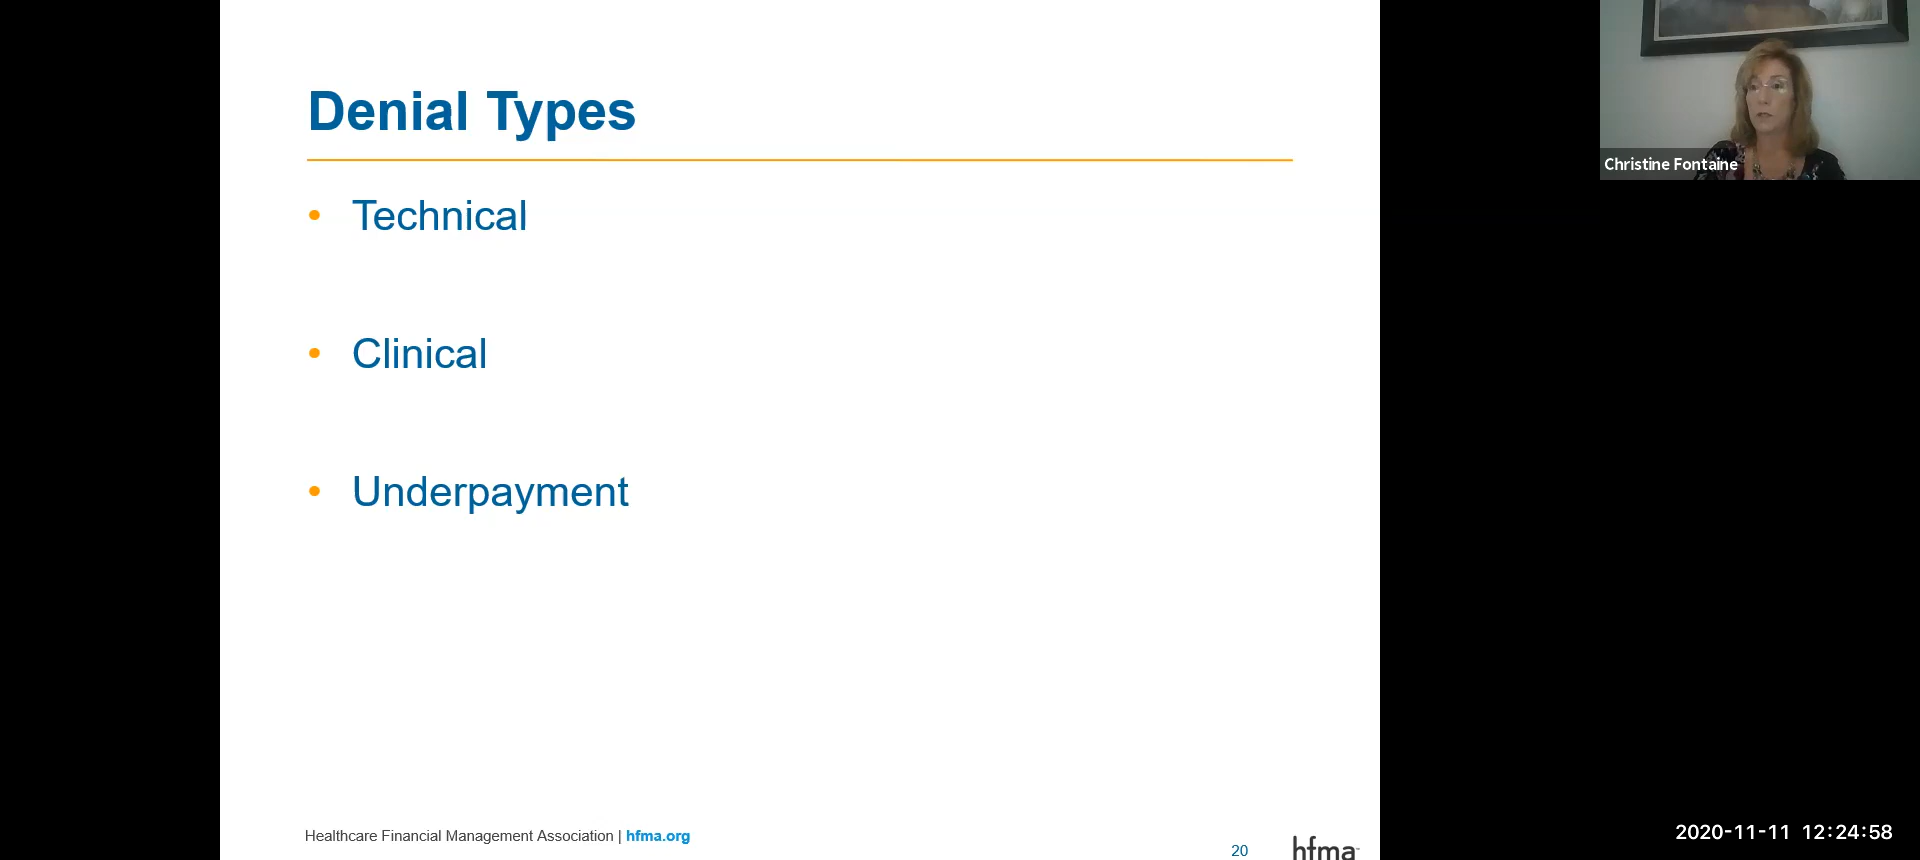 Denial Types
• Technical
• Clinical
• Underpayment
Healthcare Financial Management Association | hfma.org
20
hfma™
Christine Fontaine
2020-11-11 12:24:58